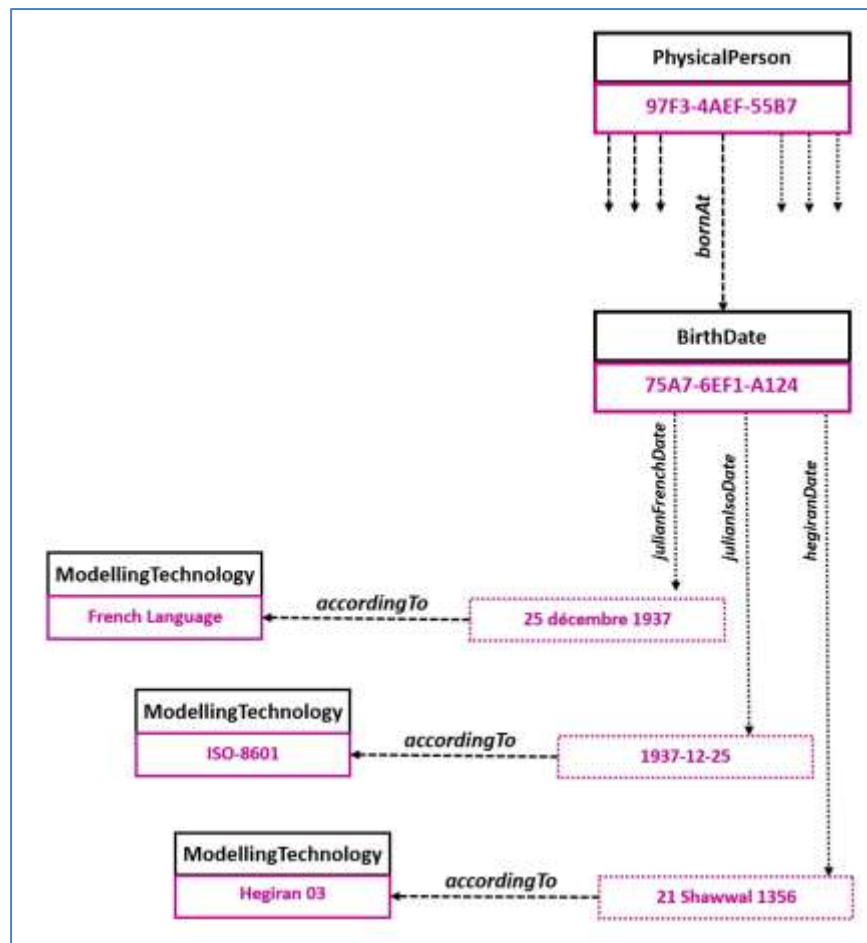 PhysicalPerson
97F3-4AEF-55B7
bornAt
BirthDate
75A7-6EF1-A124
julianFrenchDate
julianIsoDate
hegiranDate
ModellingTechnology
French Language
accordingTo
25 décembre 1937
ModellingTechnology
ISO-8601
accordingTo
1937-12-25
ModellingTechnology
Hegiran 03
accordingTo
21 Shawwal 1356